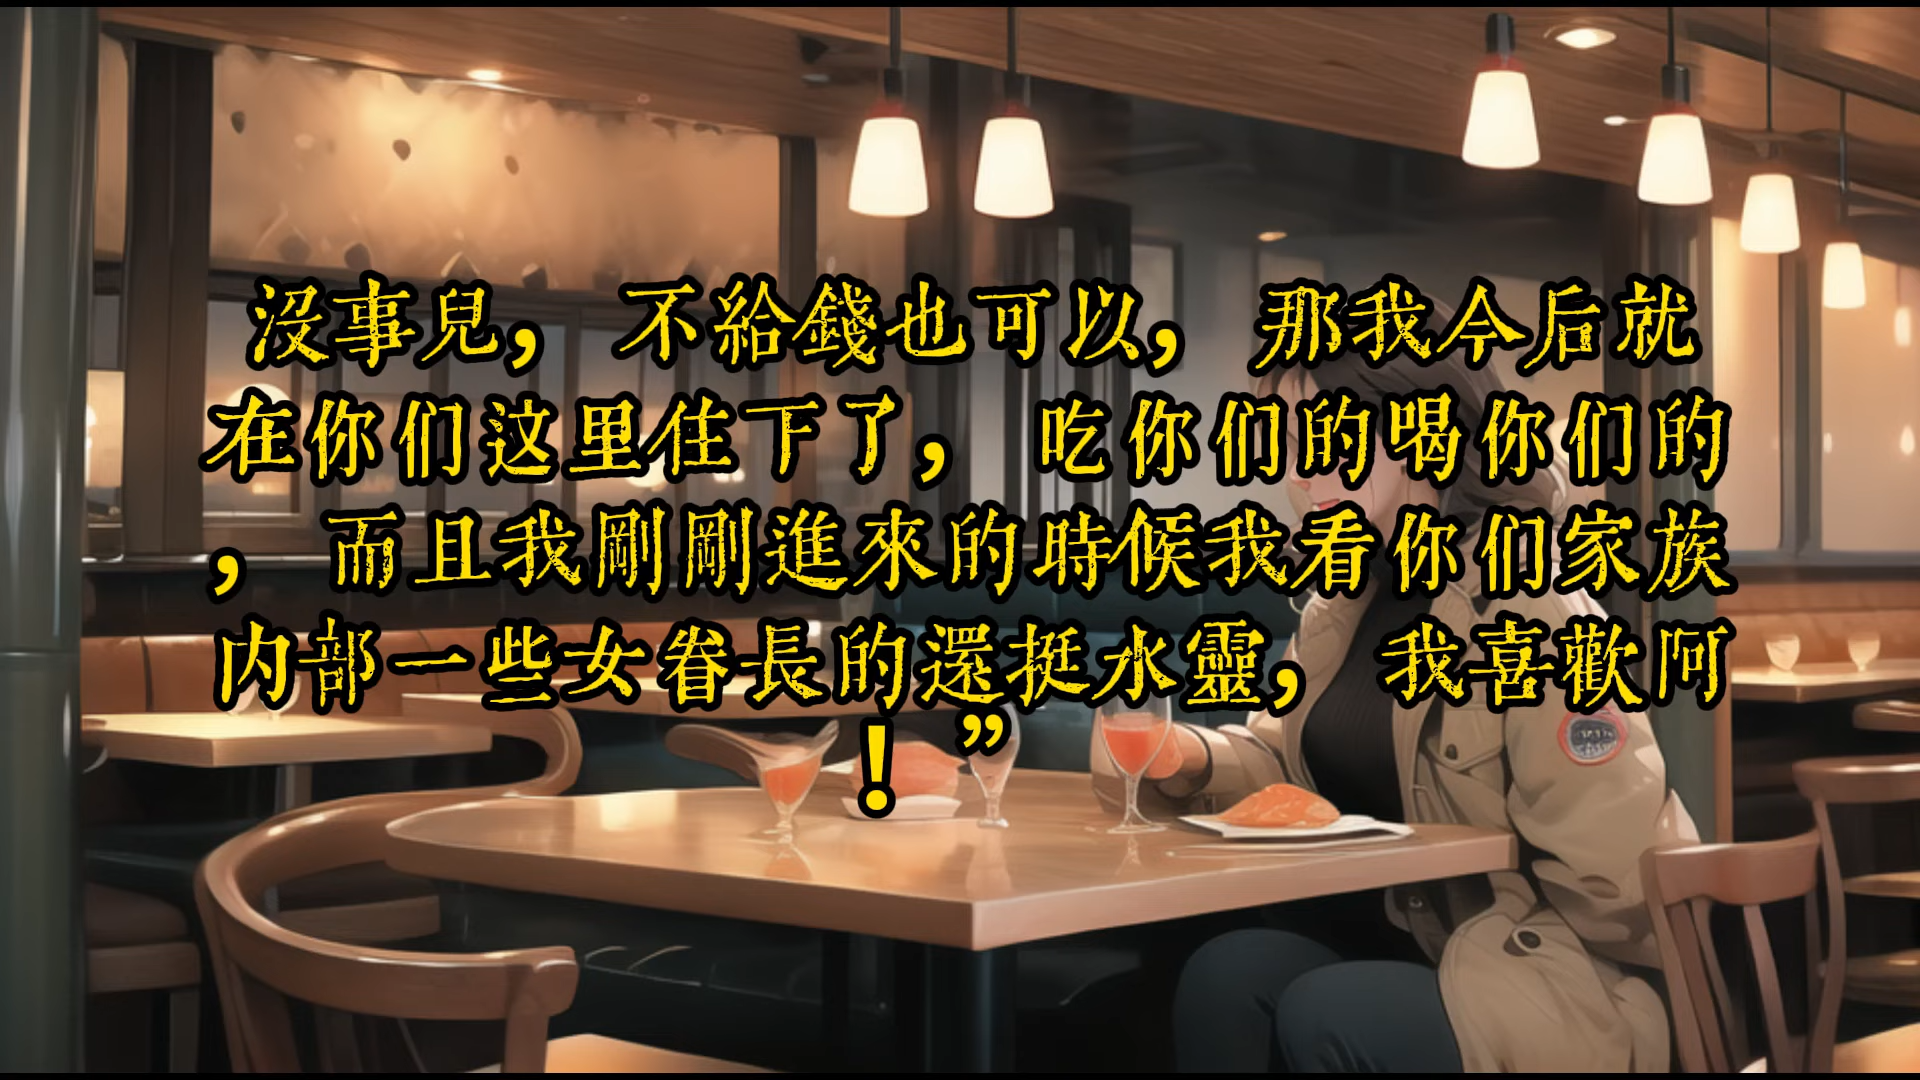 没事兒， 不給錢也可以， 那我今后就
在你们这里住下了， 吃你们的喝你们的
， 而且我剛剛進來的時候我看你们家族
内部一些女眷長的還挺水靈， 我喜歡阿
！ ”